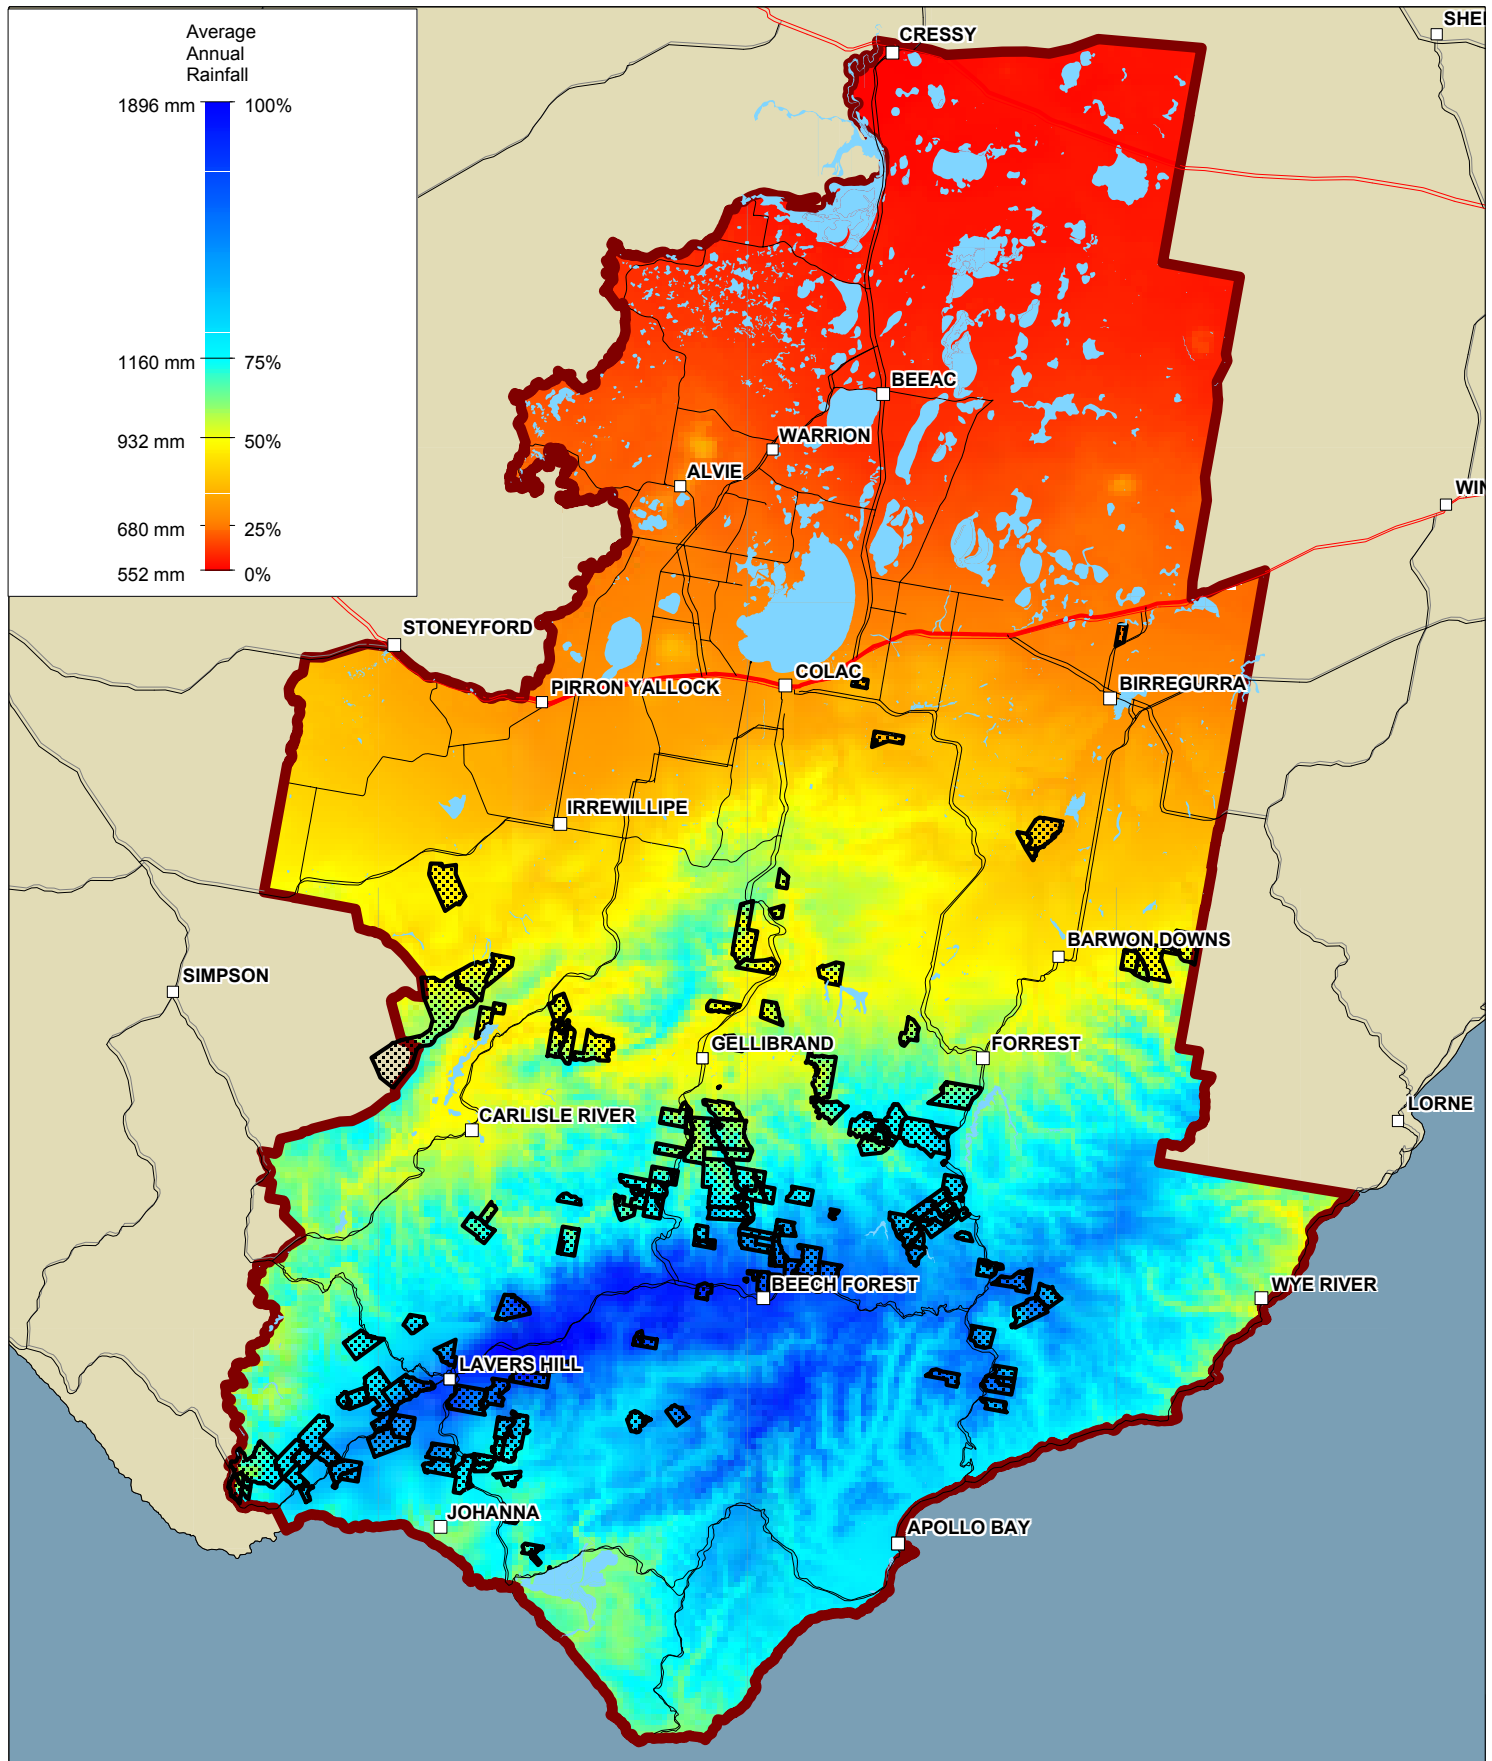 Average
Annual
Rainfall
1896 mm 100%
1160 mm 75%
932 mm 50%
680 mm 25%
552 mm 0%
SHE
CRESSY
BEEAC
WARRION
ALVIE
WIN
STONEYFORD
COLAC
PIRRON YALLOCK
BIRREGURRA
IRREWILLIPE
BARWON DOWNS
SIMPSON
GELLIBRAND
FORREST
LORNE
CARLISLE RIVER
BEECH FOREST
WYE RIVER
LAVERS HILL
JOHANNA
APOLLO BAY